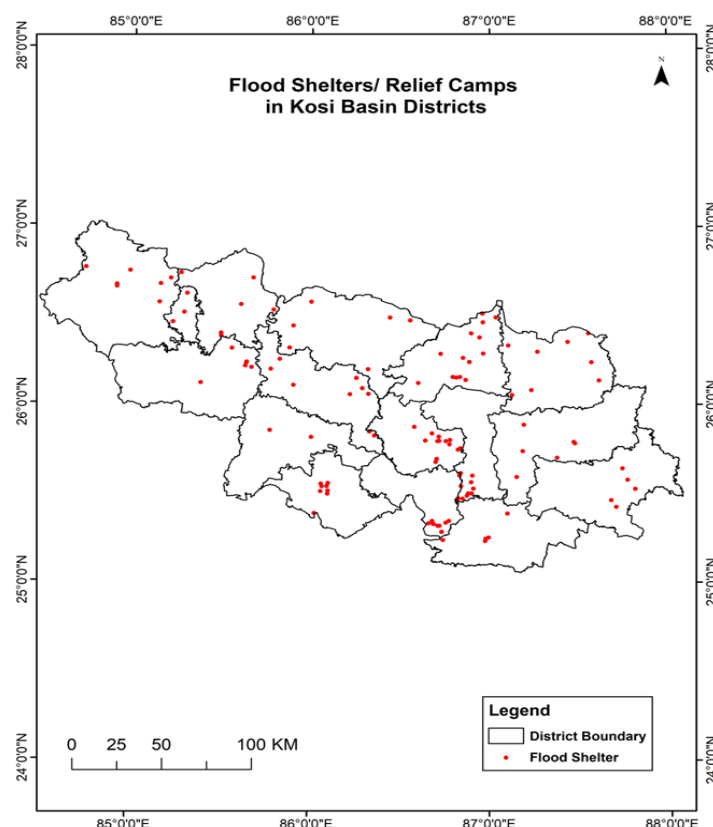 85°0'0"E 86°0'0"E 87°0'0"E 88°0'0"E
28°0'0"N 28°0'0"N
N
Flood Shelters/ Relief Camps
in Kosi Basin Districts
27°0'0"N 27°0'0"N
26°0'0"N 26°0'0"N
25°0'0"N 25°0'0"N
Legend
District Boundary
Flood Shelter
0 25 50 100 KM
24°0'0"N 24°0'0"N
85°0'0"E 86°0'0"E 87°0'0"E 88°0'0"E